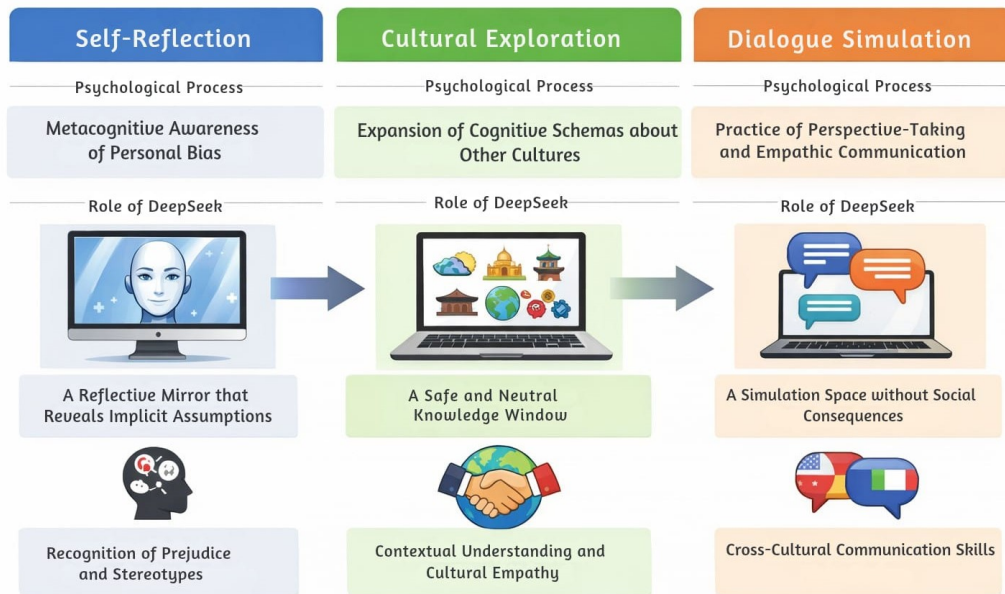 Self-Reflection
Cultural Exploration
Dialogue Simulation
Psychological Process
Psychological Process
Psychological Process
Metacognitive Awareness
of Personal Bias
Expansion of Cognitive Schemas about
Other Cultures
Practice of Perspective-Taking
and Empathic Communication
Role of DeepSeek
Role of DeepSeek
Role of DeepSeek
A Reflective Mirror that
Reveals Implicit Assumptions
A Safe and Neutral
Knowledge Window
A Simulation Space without Social
Consequences
Recognition of Prejudice
and Stereotypes
Contextual Understanding and
Cultural Empathy
Cross-Cultural Communication Skills